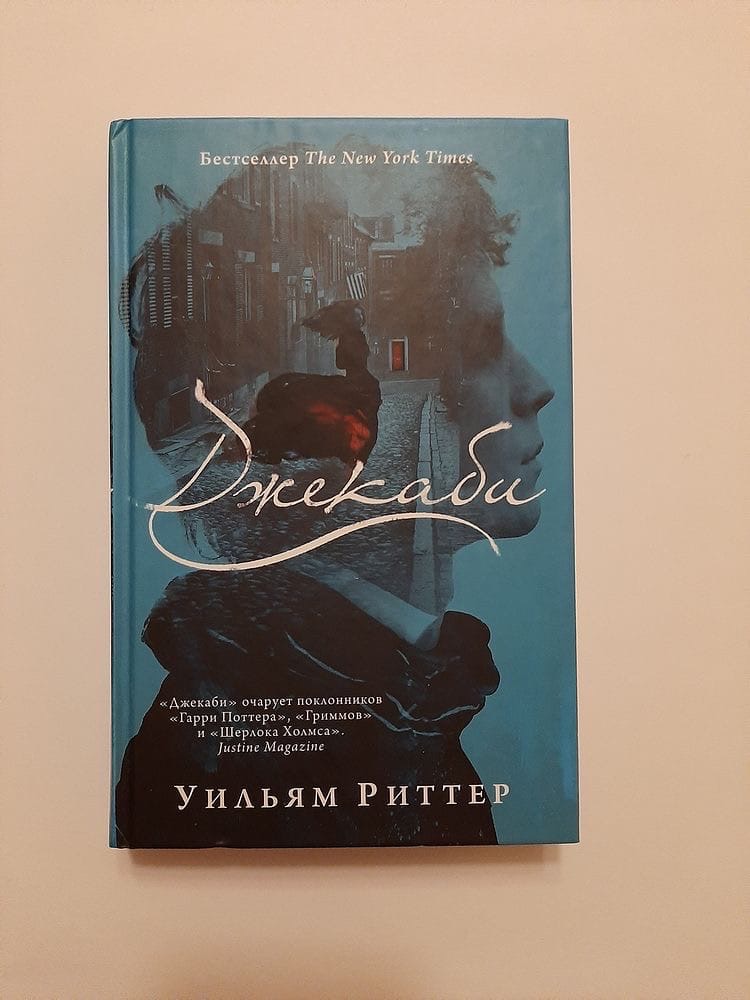 Бестселлер The New York Times
Джекаби
«Джекаби» очарует поклонников
«Гарри Поттера», «Гриммов»
и «Шерлока Холмса».
Justine Magazine
Уильям Риттер